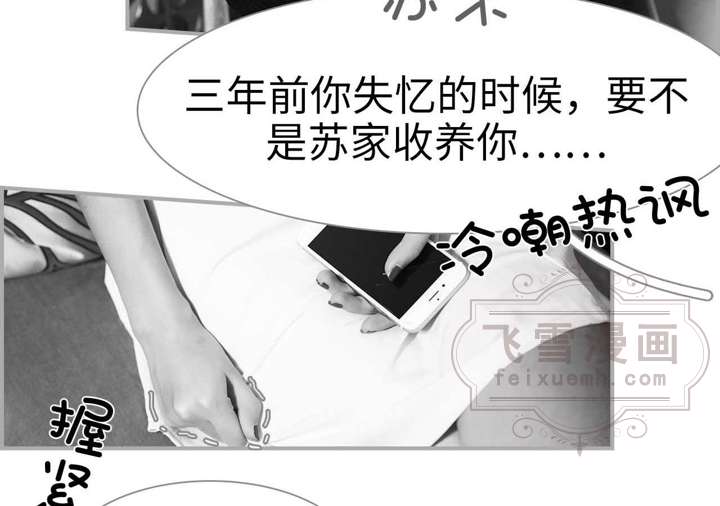 三年前你失忆的时候，要不
是苏家收养你……
冷嘲热讽
飞雪漫画
feixuemh.com
握
紧